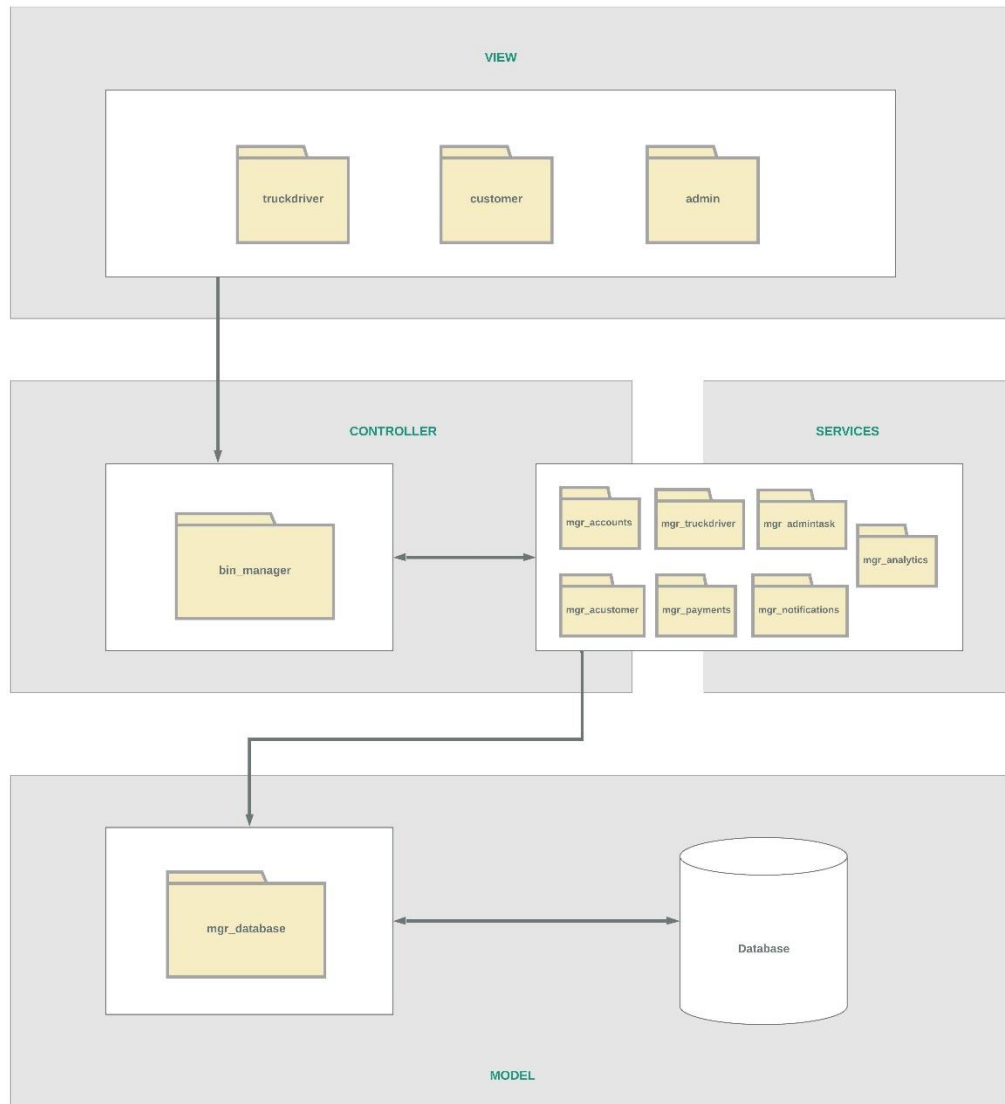 VIEW
truckdriver
customer
admin
CONTROLLER
SERVICES
bin_manager
mgr_accounts
mgr_truckdriver
mgr_admintask
mgr_analytics
mgr_acustomer
mgr_payments
mgr_notifications
mgr_database
Database
MODEL